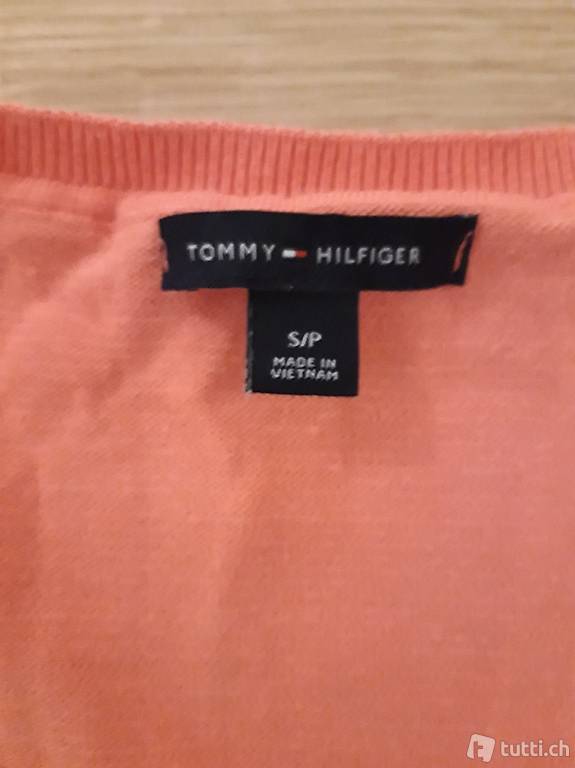 TOMMY HILFIGER
S/P
MADE IN
VIETNAM
tutti.ch